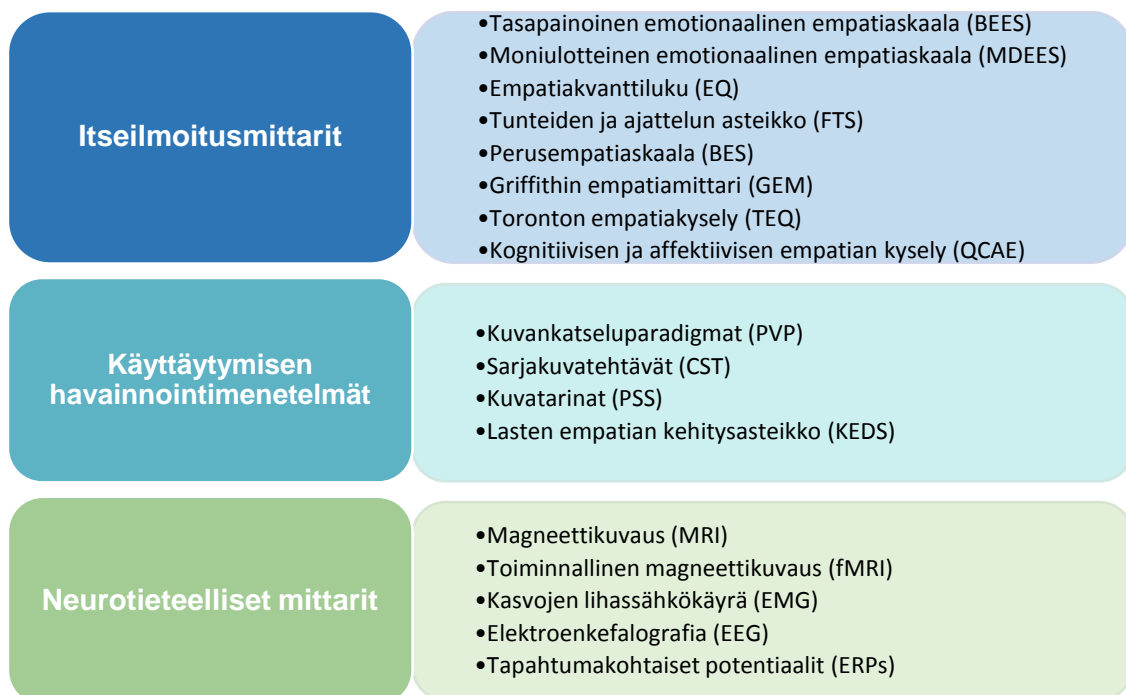 Itseilmoitusmittarit
•Tasapainoinen emotionaalinen empatiaskaala (BEES)
•Moniulotteinen emotionaalinen empatiaskaala (MDEES)
•Empatiakvanttiluku (EQ)
•Tunteiden ja ajattelun asteikko (FTS)
•Perusempatiaskaala (BES)
•Griffithin empatiamittari (GEM)
•Toronton empatiakysely (TEQ)
•Kognitiivisen ja affektiivisen empatian kysely (QCAE)
Käyttäytymisen
havainnointimenetelmät
•Kuvankatseluparadigmat (PVP)
•Sarjakuvatehtävät (CST)
•Kuvatarinat (PSS)
•Lasten empatian kehitysasteikko (KEDS)
Neurotieteelliset mittarit
•Magneettikuvaus (MRI)
•Toiminnallinen magneettikuvaus (fMRI)
•Kasvojen lihassähkökäyrä (EMG)
•Elektroenkefalografia (EEG)
•Tapahtumakohtaiset potentiaalit (ERPs)